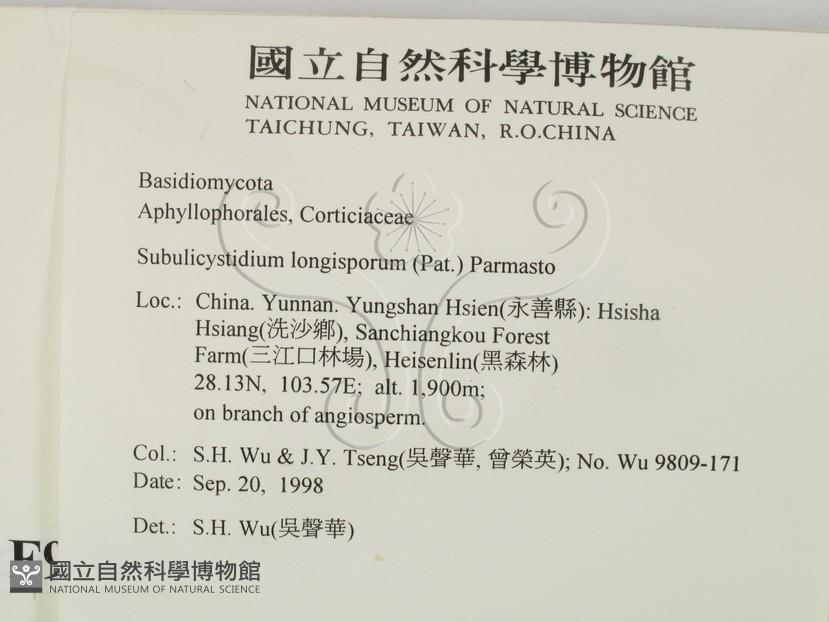 國立自然科學博物館
NATIONAL MUSEUM OF NATURAL SCIENCE
TAICHUNG, TAIWAN, R.O.CHINA
Basidiomycota
Aphyllophorales, Corticiaceae
Subulicystidium longisporum (Pat.) Parmasto
Loc.: China. Yunnan. Yungshan Hsien(永善縣): Hsisha
Hsiang(洗沙鄉), Sanchiangkou Forest
Farm(三江口林場), Heisenlin(黑森林)
28.13N, 103.57E; alt. 1,900m;
on branch of angiosperm.
Col.: S.H. Wu & J.Y. Tseng(吳聲華, 曾榮英); No. Wu 9809-171
Date: Sep. 20, 1998
Det.: S.H. Wu(吳聲華)
國立自然科學博物館
NATIONAL MUSEUM OF NATURAL SCIENCE